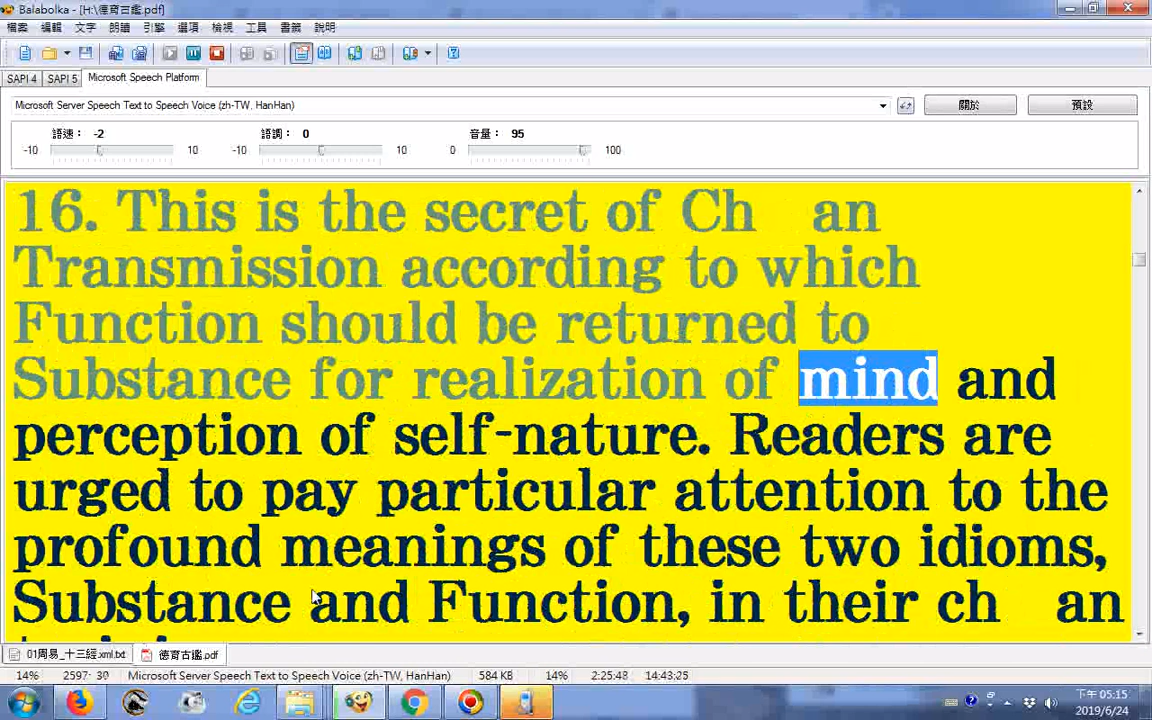 Balabolka - [H:\德育古鑑.pdf]
檔案 編輯 文字 朗讀 引擎 選項 檢視 工具 書籤 說明
SAPI 4 SAPI 5 Microsoft Speech Platform
Microsoft Server Speech Text to Speech Voice (zh-TW, HanHan) 關於 預設
語速： -2 語調： 0 音量： 95
-10 10 -10 10 0 100
16. This is the secret of Ch an
Transmission according to which
Function should be returned to
Substance for realization of mind and
perception of self-nature. Readers are
urged to pay particular attention to the
profound meanings of these two idioms,
Substance and Function, in their ch an
01周易_十三經.xml.txt 德育古鑑.pdf
14% 2597: 30 Microsoft Server Speech Text to Speech Voice (zh-TW, HanHan) 584 KB 14% 2:25:48 14:43:25
下午 05:15
2019/6/24